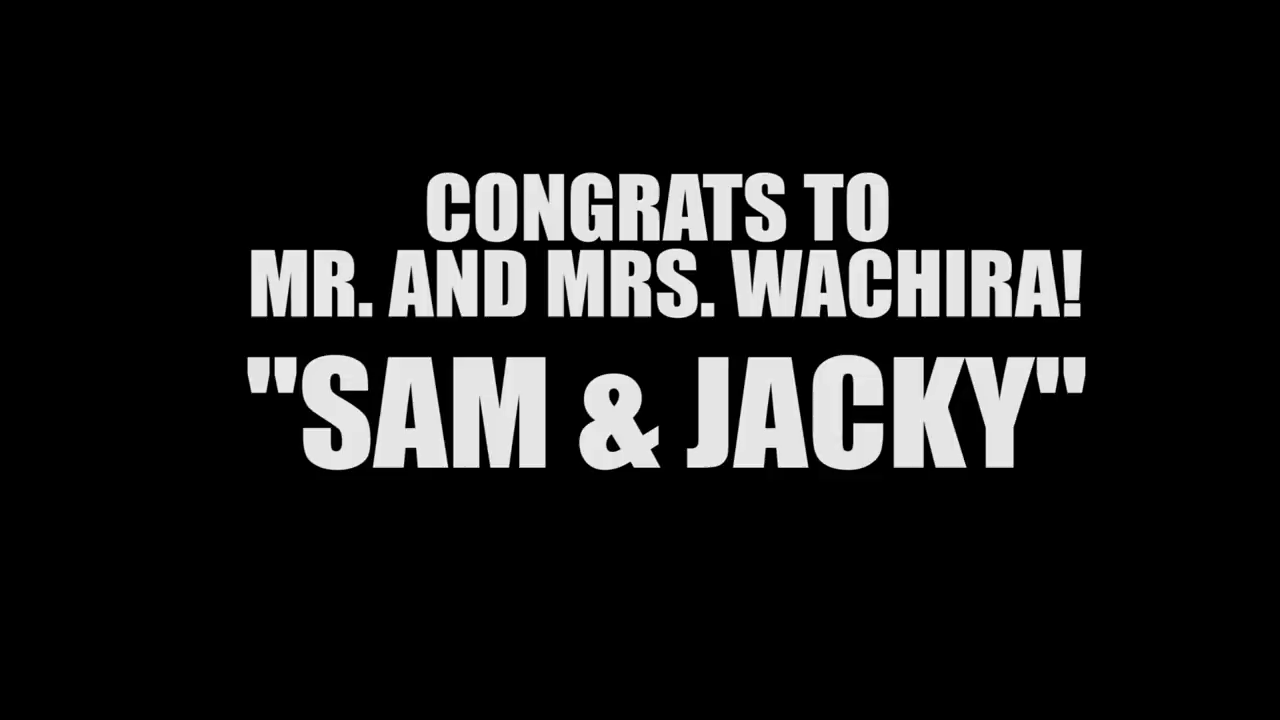 CONGRATS TO
MR. AND MRS. WACHIRA!
"SAM & JACKY"